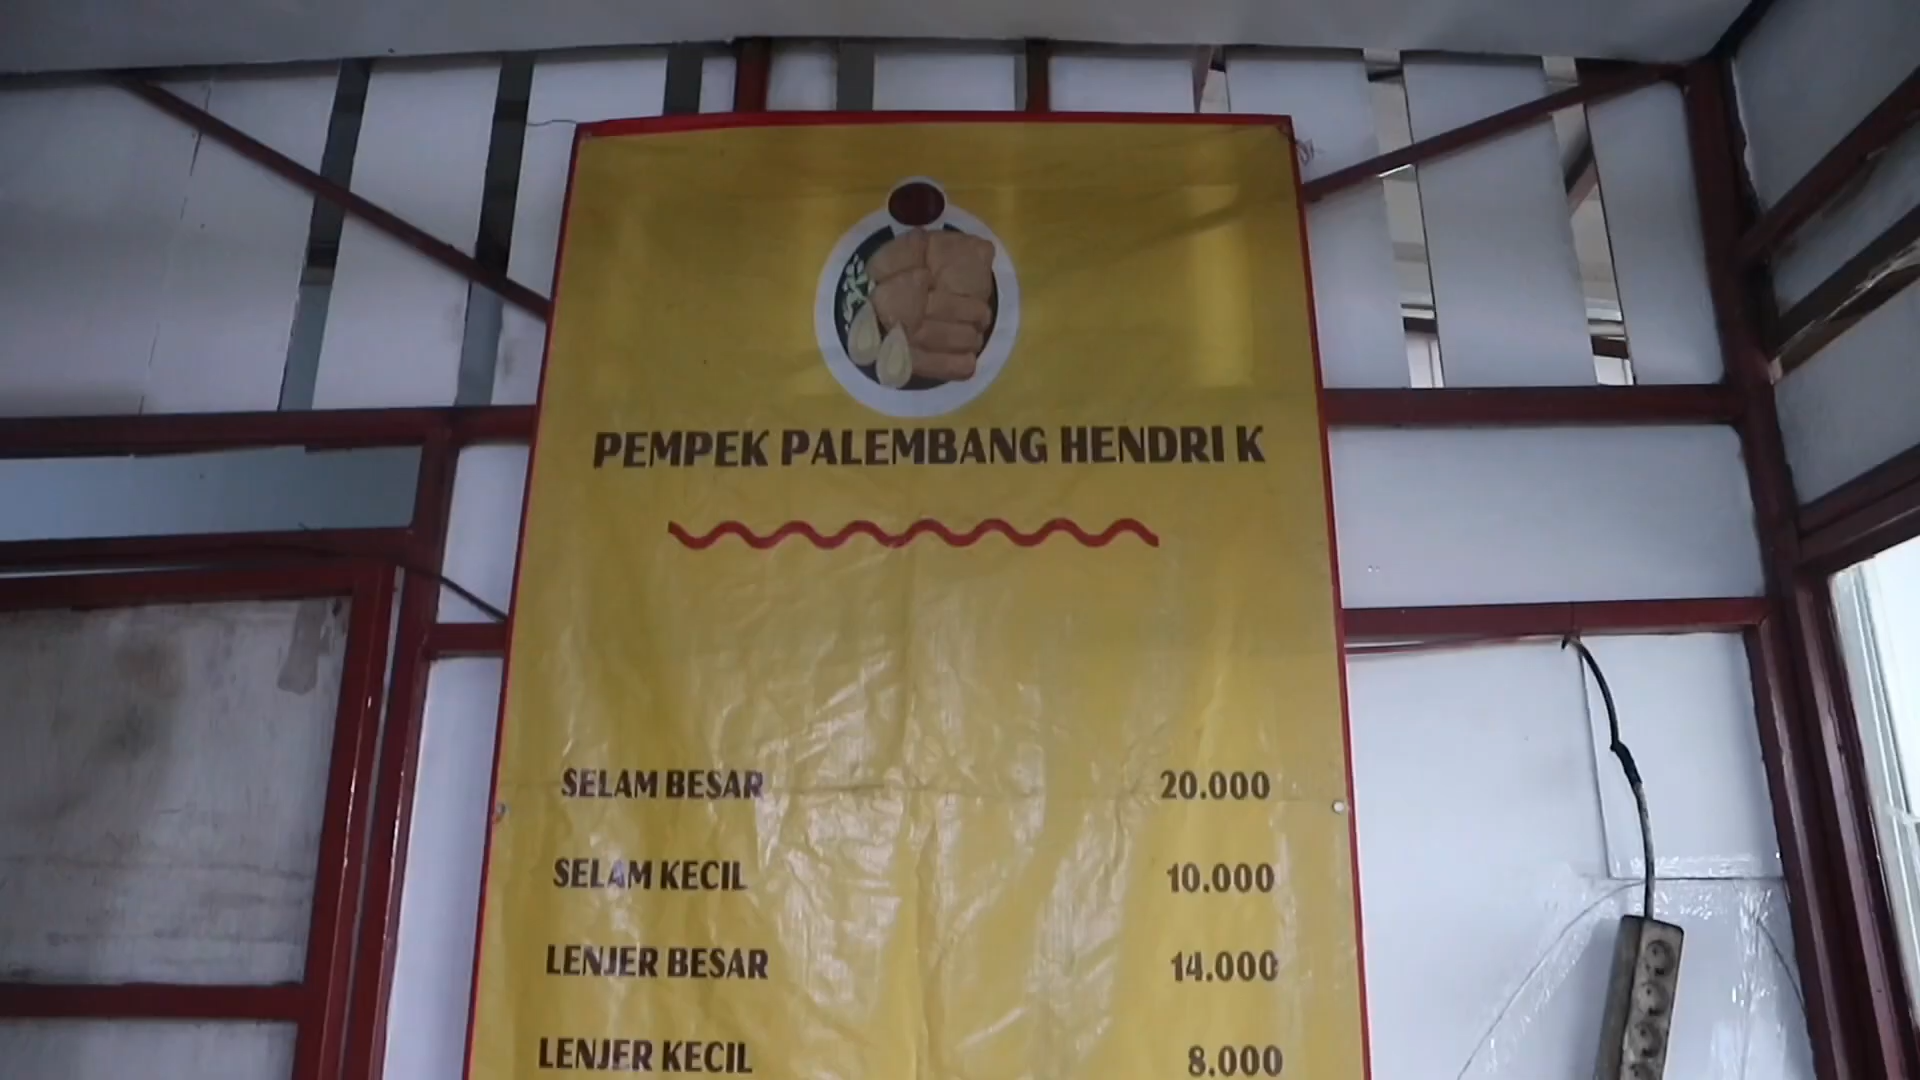 PEMPEK PALEMBANG HENDRI K
SELAM BESAR 20.000
SELAM KECIL 10.000
LENJER BESAR 14.000
LENJER KECIL 8.000